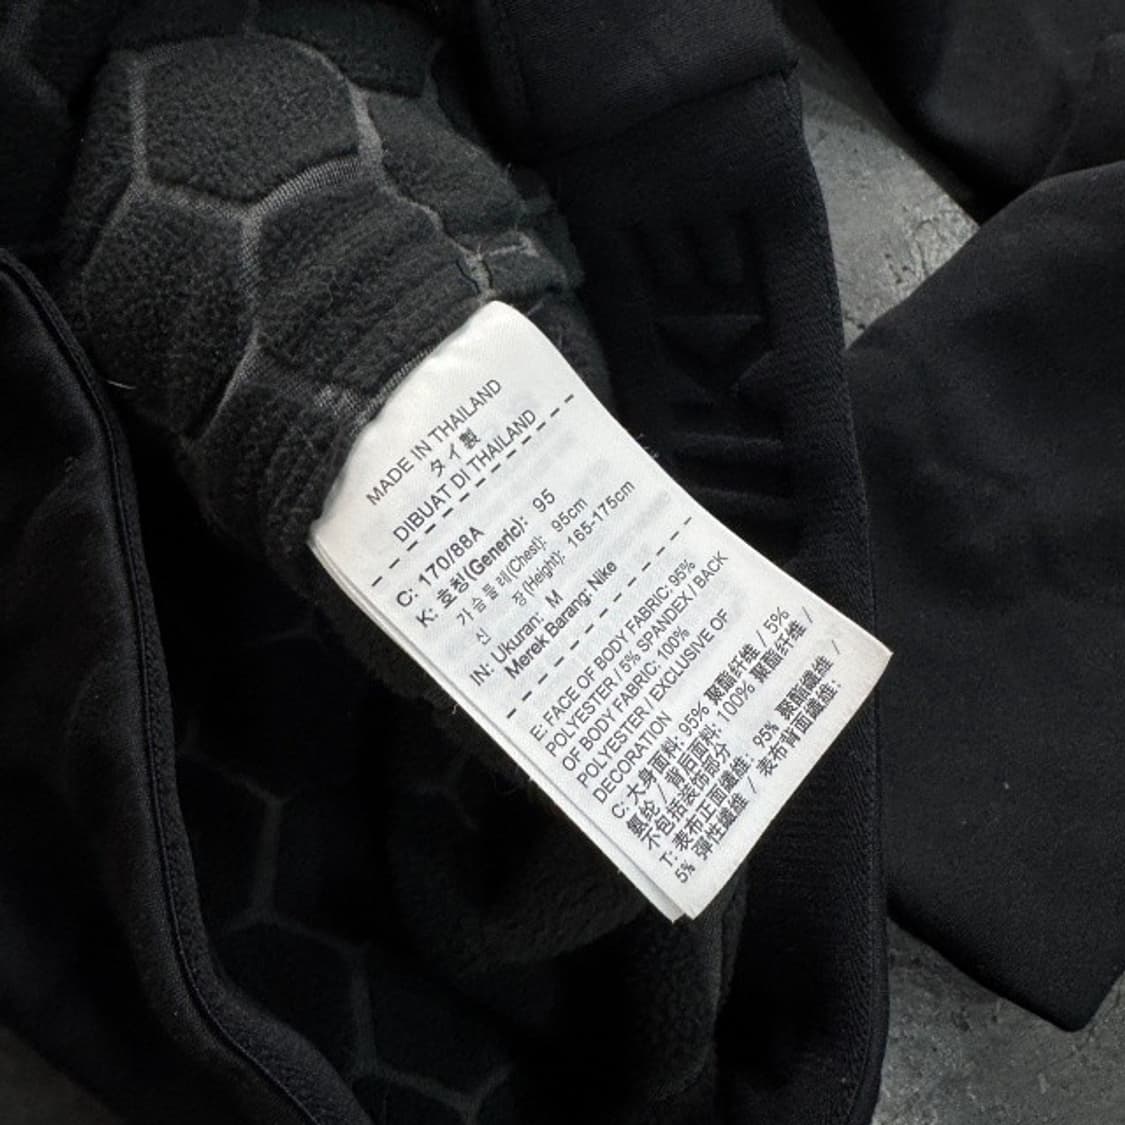 MADE IN THAILAND
タイ製
DIBUAT DI THAILAND
C: 170/88A
K: 호칭(Generic): 95
가슴둘레(Chest): 95cm
신장(Height): 165-175cm
IN: Ukuran: M
Merek Barang: Nike
E: FACE OF BODY FABRIC: 95%
POLYESTER / 5% SPANDEX / BACK
OF BODY FABRIC: 100%
POLYESTER / EXCLUSIVE OF
DECORATION
C: 大身面料: 95% 聚酯纤维 / 5%
氨纶 / 背后面料: 100% 聚酯纤维 /
不包括装饰部分
T: 表布正面纖維: 95% 聚酯纖維 /
5% 彈性纖維 / 表布背面纖維: